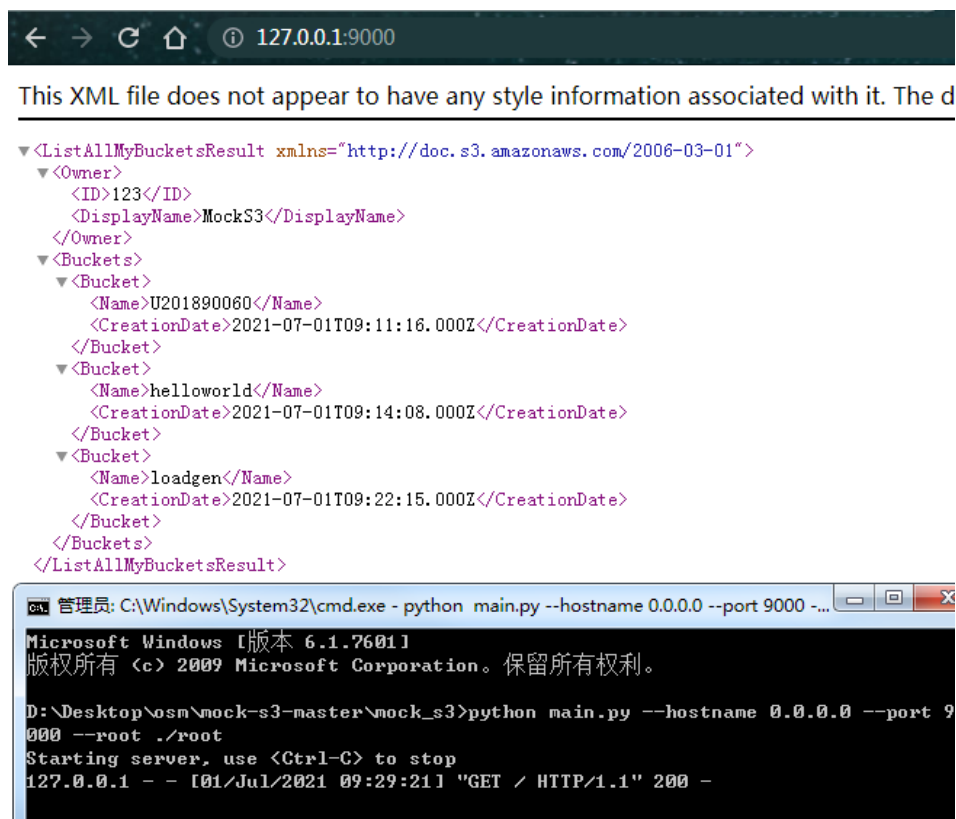 127.0.0.1:9000
This XML file does not appear to have any style information associated with it. The d
<ListAllMyBucketsResult xmlns="http://doc.s3.amazonaws.com/2006-03-01">
<Owner>
<ID>123</ID>
<DisplayName>MockS3</DisplayName>
</Owner>
<Buckets>
<Bucket>
<Name>U201890060</Name>
<CreationDate>2021-07-01T09:11:16.000Z</CreationDate>
</Bucket>
<Bucket>
<Name>helloworld</Name>
<CreationDate>2021-07-01T09:14:08.000Z</CreationDate>
</Bucket>
<Bucket>
<Name>loadgen</Name>
<CreationDate>2021-07-01T09:22:15.000Z</CreationDate>
</Bucket>
</Buckets>
</ListAllMyBucketsResult>
管理员: C:\Windows\System32\cmd.exe - python  main.py --hostname 0.0.0.0 --port 9000 -...
Microsoft Windows [版本 6.1.7601]
版权所有 (c) 2009 Microsoft Corporation。保留所有权利。
D:\Desktop\osm\mock-s3-master\mock_s3>python main.py --hostname 0.0.0.0 --port 9
000 --root ./root
Starting server, use <Ctrl-C> to stop
127.0.0.1 - - [01/Jul/2021 09:29:21] "GET / HTTP/1.1" 200 -